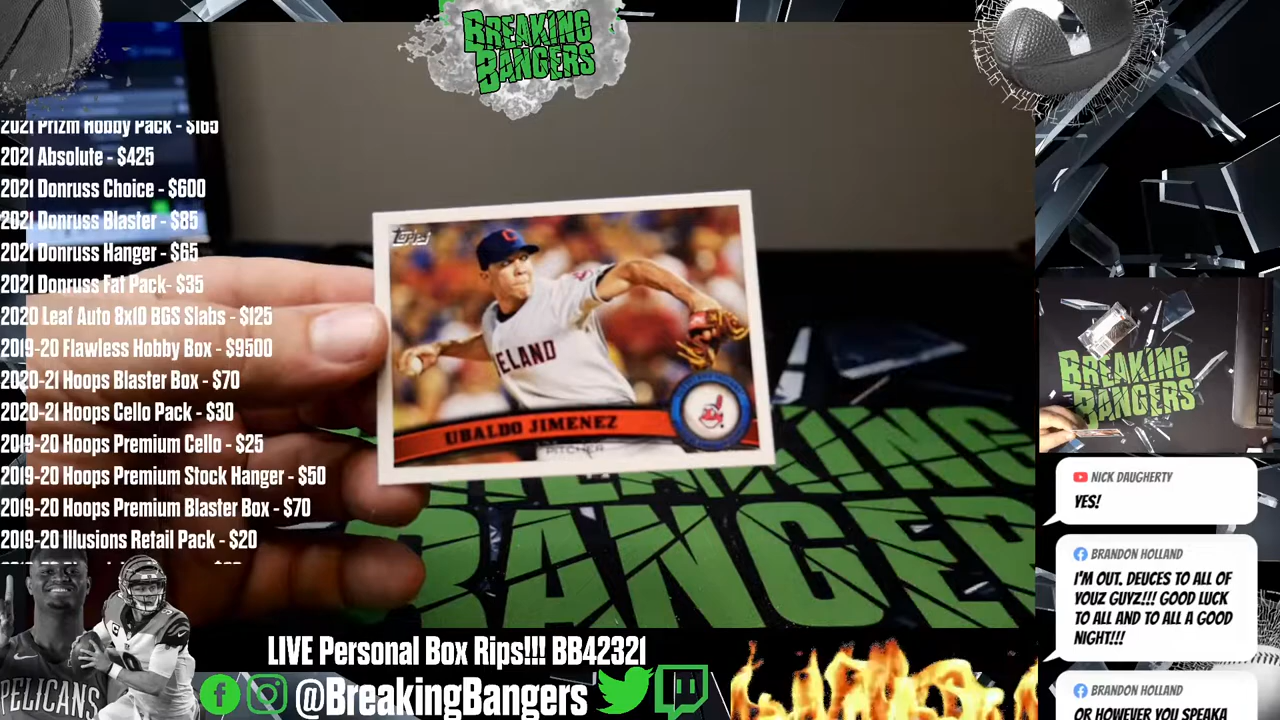 BREAKING
BANGERS
2021 Prizm Hobby Pack - $165
2021 Absolute - $425
2021 Donruss Choice - $600
2021 Donruss Blaster - $85
2021 Donruss Hanger - $65
2021 Donruss Fat Pack- $35
2020 Leaf Auto 8x10 BGS Slabs - $125
2019-20 Flawless Hobby Box - $9500
2020-21 Hoops Blaster Box - $70
2020-21 Hoops Cello Pack - $30
2019-20 Hoops Premium Cello - $25
2019-20 Hoops Premium Stock Hanger - $50
2019-20 Hoops Premium Blaster Box - $70
2019-20 Illusions Retail Pack - $20
Topps
ELAND
UBALDO JIMENEZ
PITCHER
BREAKING
BANGER
BREAKING
BANGERS
NICK DAUGHERTY
YES!
BRANDON HOLLAND
I'M OUT. DEUCES TO ALL OF
YOUZ GUYZ!!! GOOD LUCK
TO ALL AND TO ALL A GOOD
NIGHT!!!
BRANDON HOLLAND
OR HOWEVER YOU SPEAKA
PELICANS
LIVE Personal Box Rips!!! BB42321
@BreakingBangers